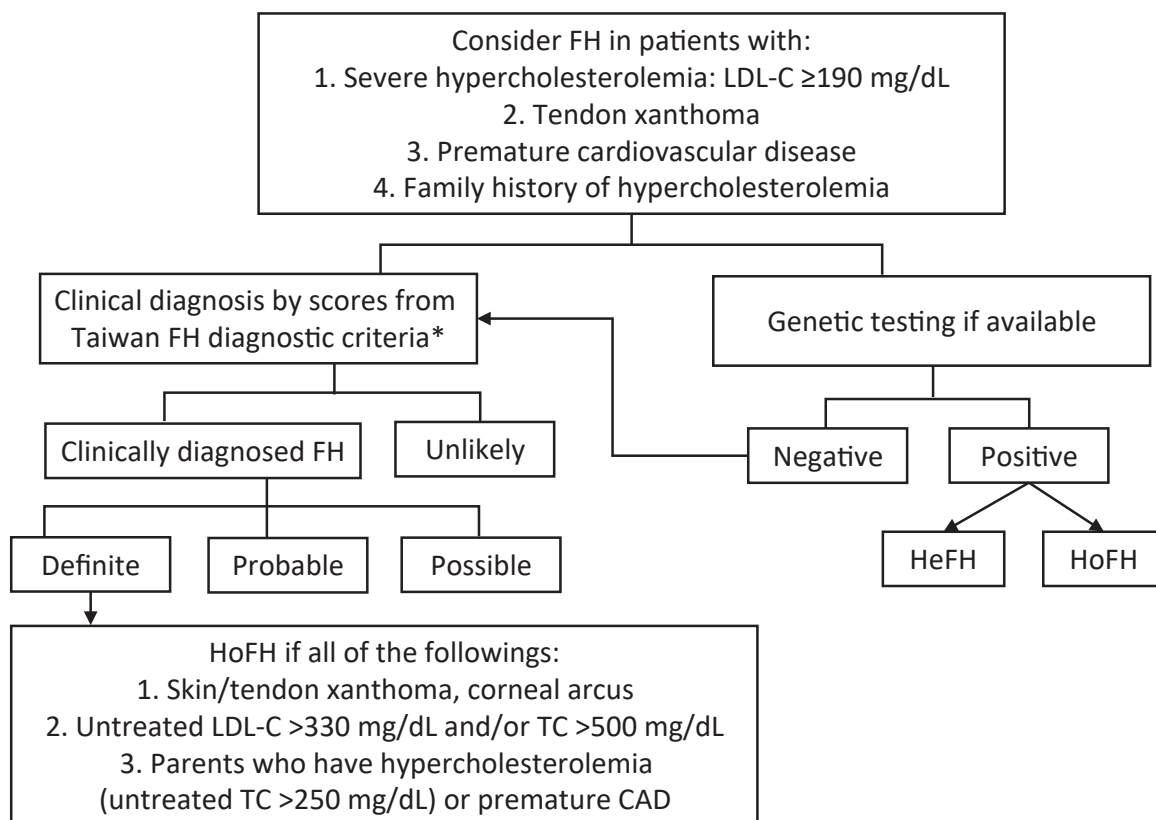 Consider FH in patients with:
1. Severe hypercholesterolemia: LDL-C ≥190 mg/dL
2. Tendon xanthoma
3. Premature cardiovascular disease
4. Family history of hypercholesterolemia
Clinical diagnosis by scores from
Taiwan FH diagnostic criteria*
Genetic testing if available
Clinically diagnosed FH
Unlikely
Negative
Positive
Definite
Probable
Possible
HeFH
HoFH
HoFH if all of the followings:
1. Skin/tendon xanthoma, corneal arcus
2. Untreated LDL-C >330 mg/dL and/or TC >500 mg/dL
3. Parents who have hypercholesterolemia
(untreated TC >250 mg/dL) or premature CAD